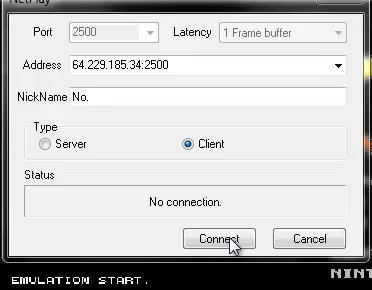 NetPlay
Port 2500 Latency 1 Frame buffer
Address 64.229.185.34:2500
NickName No.
Type
Server Client
Status
No connection.
Connect Cancel
NINT
EMULATION START.